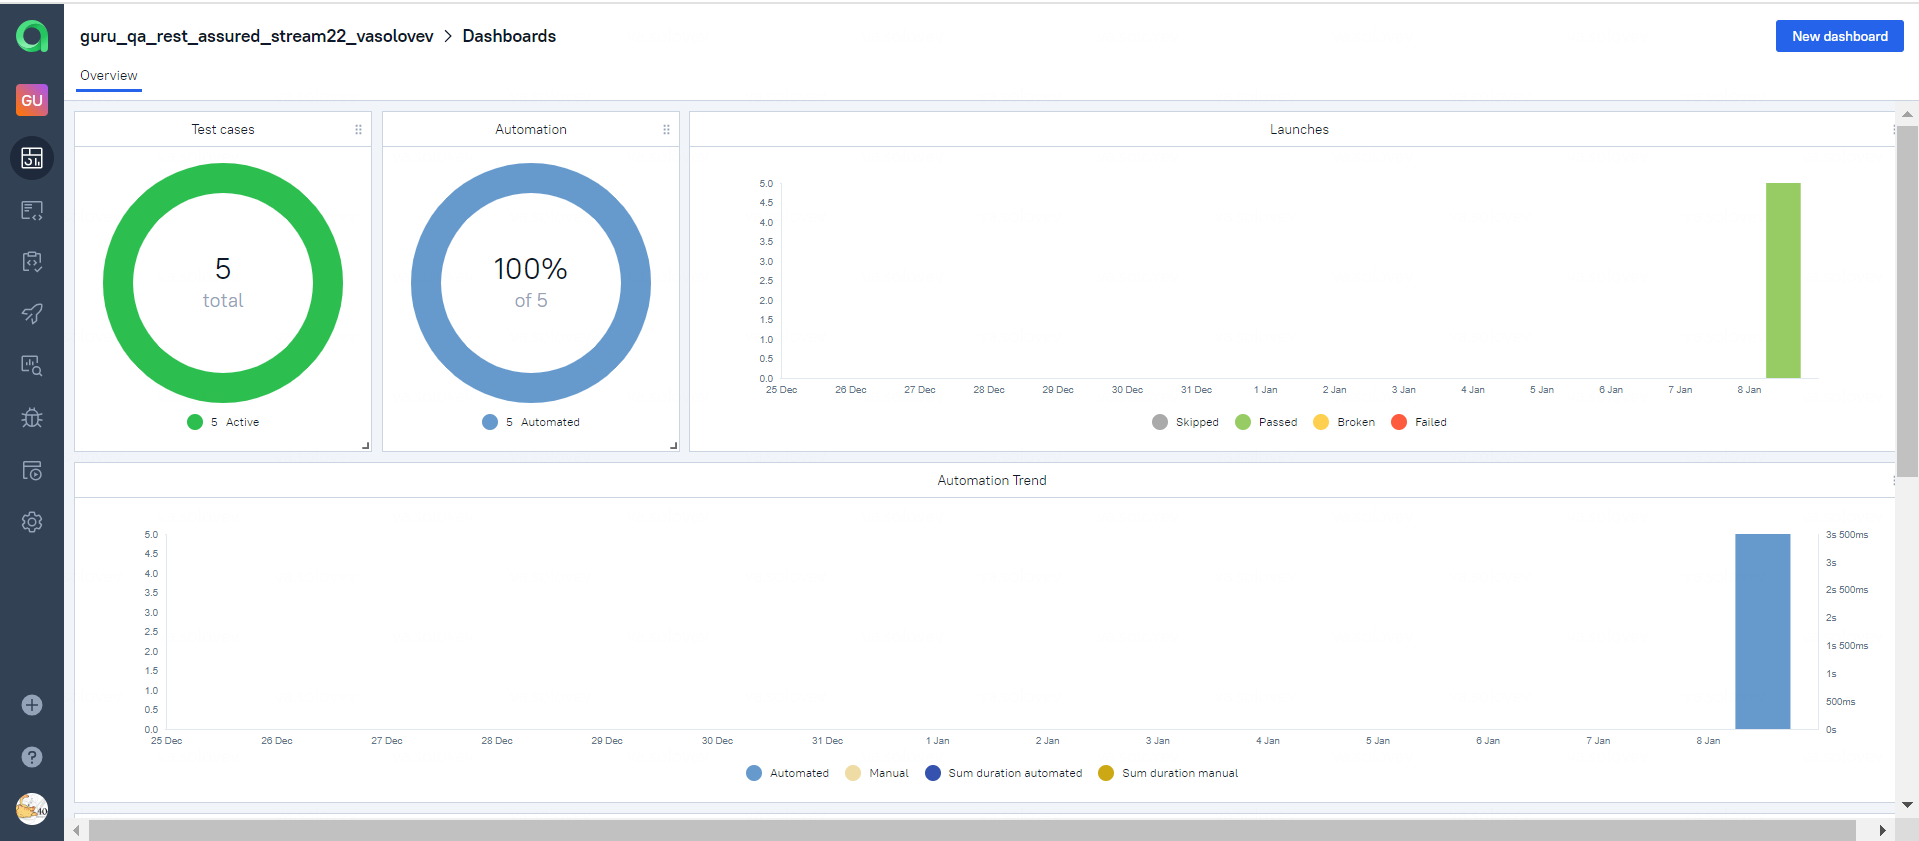 guru_qa_rest_assured_stream22_vasolovev > Dashboards
New dashboard
Overview
GU
Test cases
5
total
5 Active
Automation
100%
of 5
5 Automated
Launches
5.0
4.5
4.0
3.5
3.0
2.5
2.0
1.5
1.0
0.5
0.0
25 Dec 26 Dec 27 Dec 28 Dec 29 Dec 30 Dec 31 Dec 1 Jan 2 Jan 3 Jan 4 Jan 5 Jan 6 Jan 7 Jan 8 Jan
Skipped Passed Broken Failed
Automation Trend
5.0
4.5
4.0
3.5
3.0
2.5
2.0
1.5
1.0
0.5
0.0
3s 500ms
3s
2s 500ms
2s
1s 500ms
1s
500ms
0s
25 Dec 26 Dec 27 Dec 28 Dec 29 Dec 30 Dec 31 Dec 1 Jan 2 Jan 3 Jan 4 Jan 5 Jan 6 Jan 7 Jan 8 Jan
Automated Manual Sum duration automated Sum duration manual
?